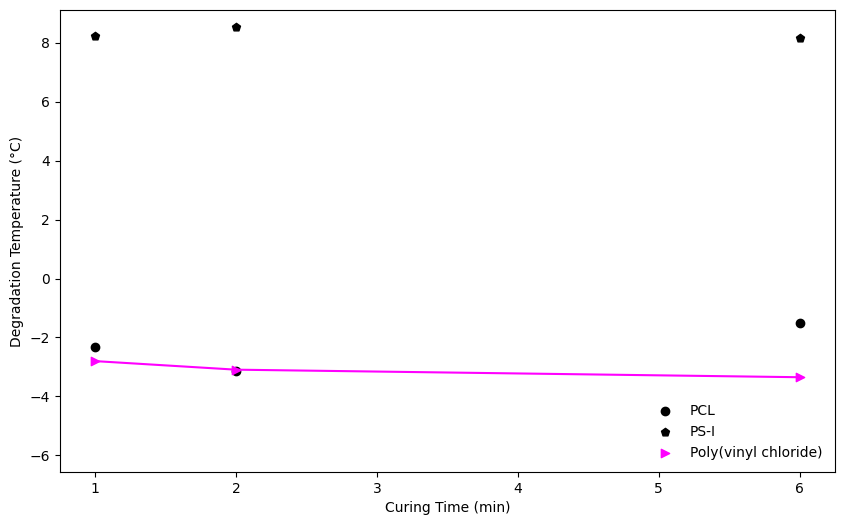 8
6
4
2
0
−2
−4
−6
Degradation Temperature (°C)
1 2 3 4 5 6
Curing Time (min)
PCL
PS-I
Poly(vinyl chloride)